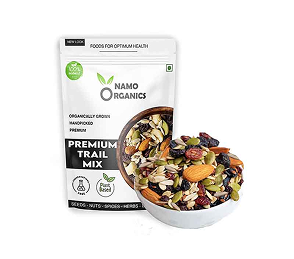 NEW LOOK
FOODS FOR OPTIMUM HEALTH
100%
NAMO
ORGANICS
ORGANICALLY GROWN
HANDPICKED
PREMIUM
PREMIUM
TRAIL
MIX
Plant
Based
SEEDS - NUTS - SPICES - HERBS -